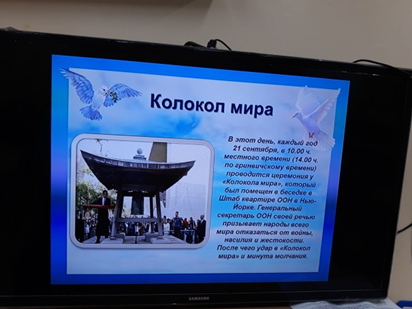 Колокол мира
В этот день, каждый год
21 сентября, в 10.00 ч.
местного времени (14.00 ч.
по гринвичскому времени)
проводится церемония у
«Колокола мира», который
был помещен в беседке в
Штаб квартире ООН в Нью-
Йорке. Генеральный
секретарь ООН своей речью
призывает народы всего
мира отказаться от войны,
насилия и жестокости.
После чего удар в «Колокол
мира» и минута молчания.
SAMSUNG